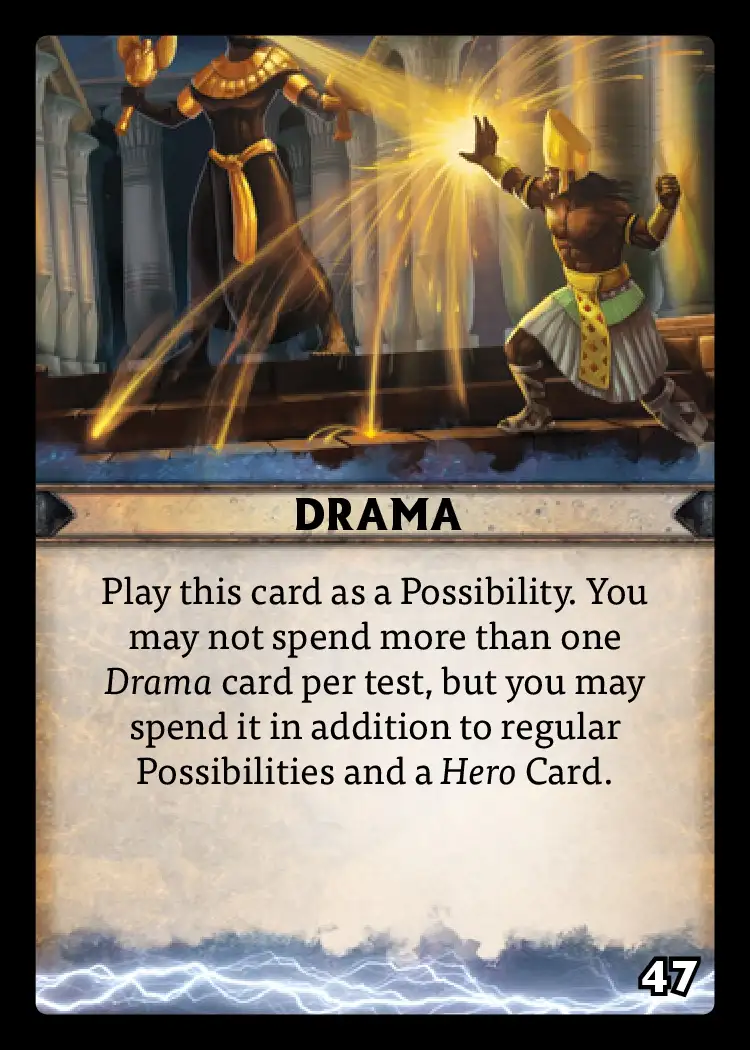 DRAMA
Play this card as a Possibility. You
may not spend more than one
Drama card per test, but you may
spend it in addition to regular
Possibilities and a Hero Card.
47